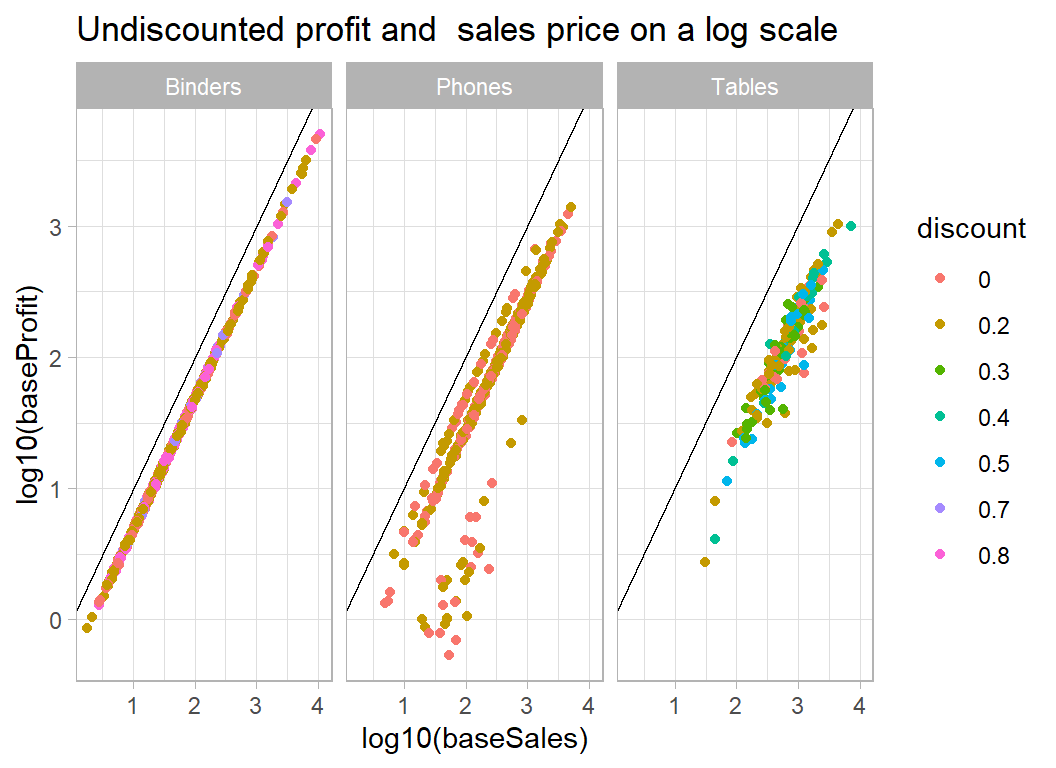 Undiscounted profit and  sales price on a log scale
Binders
Phones
Tables
log10(baseProfit)
3
2
1
0
1 2 3 4
1 2 3 4
1 2 3 4
log10(baseSales)
discount
0
0.2
0.3
0.4
0.5
0.7
0.8